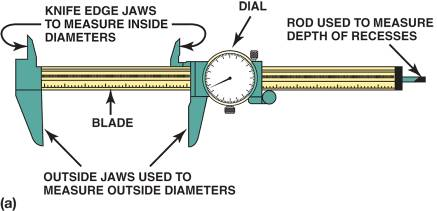 KNIFE EDGE JAWS
TO MEASURE INSIDE
DIAMETERS
DIAL
ROD USED TO MEASURE
DEPTH OF RECESSES
BLADE
OUTSIDE JAWS USED TO
MEASURE OUTSIDE DIAMETERS
(a)